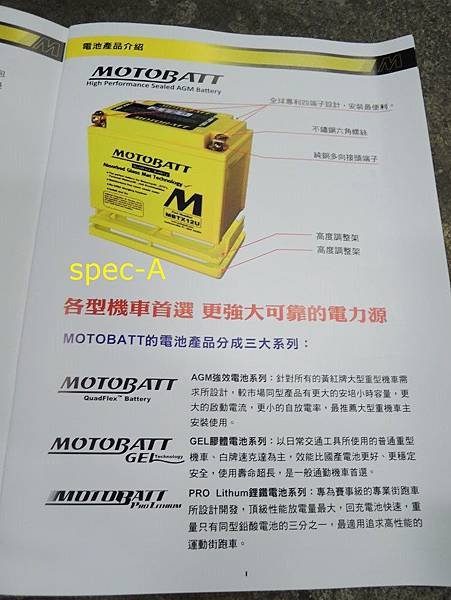 電池產品介紹
MOTOBATT
High Performance Sealed AGM Battery
全球專利四端子設計，安裝最便利。
不鏽鋼六角螺絲
純銅多向接頭端子
MOTOBATT
Absorbed Glass Mat Technology
M
MBTX12U
高度調整架
高度調整架
spec-A
各型機車首選 更強大可靠的電力源
MOTOBATT的電池產品分成三大系列：
MOTOBATT
QuadFlex™ Battery
AGM強效電池系列：針對所有的黃紅牌大型重型機車需
求所設計，較市場同型產品有更大的安培小時容量，更
大的啟動電流，更小的自放電率，最推薦大型重機車主
安裝使用。
MOTOBATT
GEL Technology
GEL膠體電池系列：以日常交通工具所使用的普通重型
機車、白牌速克達為主，效能比國產電池更好、更穩定
安全，使用壽命超長，是一般通勤機車首選。
MOTOBATT
PRO LITHIUM
PRO Lithum鋰鐵電池系列：專為賽事級的專業街跑車
所設計開發，頂級性能放電量最大，回充電池快速，重
量只有同型鉛酸電池的三分之一，最適用追求高性能的
運動街跑車。
1